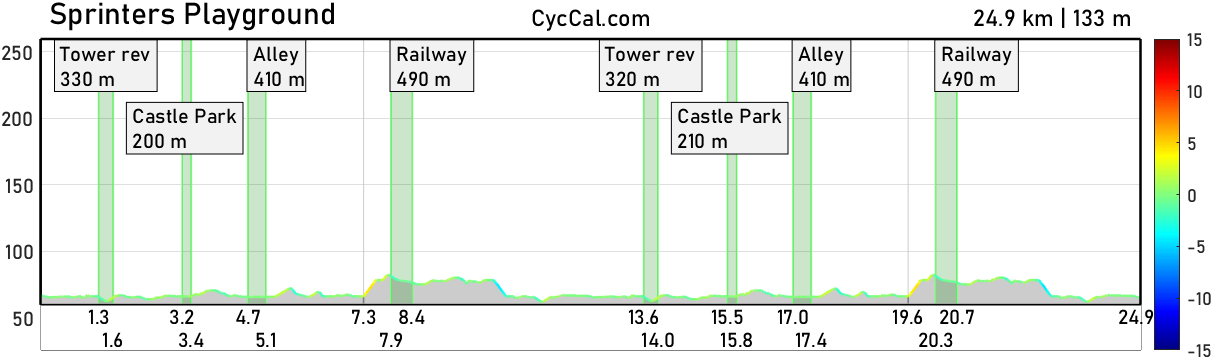 Sprinters Playground
CycCal.com
24.9 km | 133 m
250
200
150
100
50
Tower rev
330 m
Castle Park
200 m
Alley
410 m
Railway
490 m
Tower rev
320 m
Castle Park
210 m
Alley
410 m
Railway
490 m
1.3 3.2 4.7 7.3 8.4 13.6 15.5 17.0 19.6 20.7 24.9
1.6 3.4 5.1 7.9 14.0 15.8 17.4 20.3
15
10
5
0
-5
-10
-15